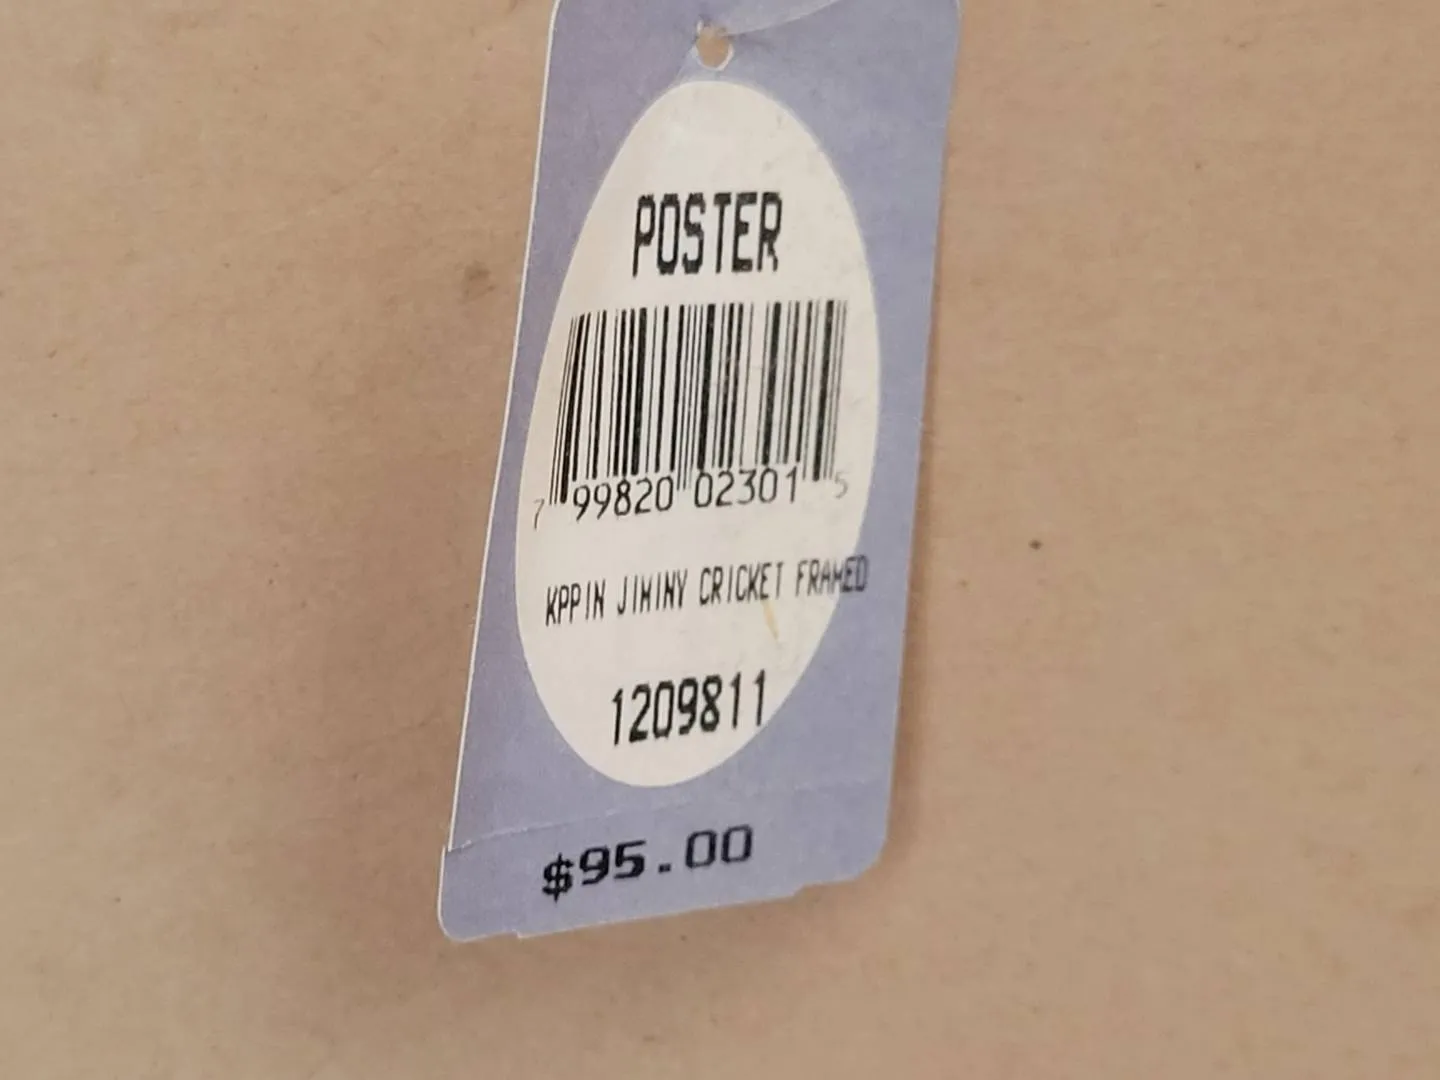 POSTER
7 99820 02301 5
KPPIN JIMINY CRICKET FRAMED
1209811
$95.00